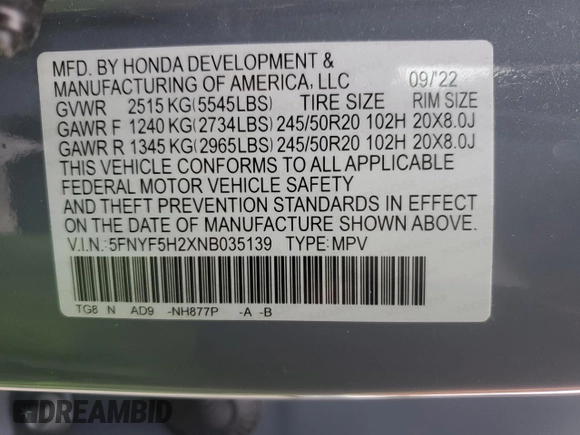 MFD. BY HONDA DEVELOPMENT &
MANUFACTURING OF AMERICA, LLC 09/'22
GVWR 2515 KG(5545LBS) TIRE SIZE RIM SIZE
GAWR F 1240 KG(2734LBS) 245/50R20 102H 20X8.0J
GAWR R 1345 KG(2965LBS) 245/50R20 102H 20X8.0J
THIS VEHICLE CONFORMS TO ALL APPLICABLE
FEDERAL MOTOR VEHICLE SAFETY
AND THEFT PREVENTION STANDARDS IN EFFECT
ON THE DATE OF MANUFACTURE SHOWN ABOVE.
V.I.N.:5FNYF5H2XNB035139 TYPE:MPV
TG8 N AD9 -NH877P -A -B
DREAMBID